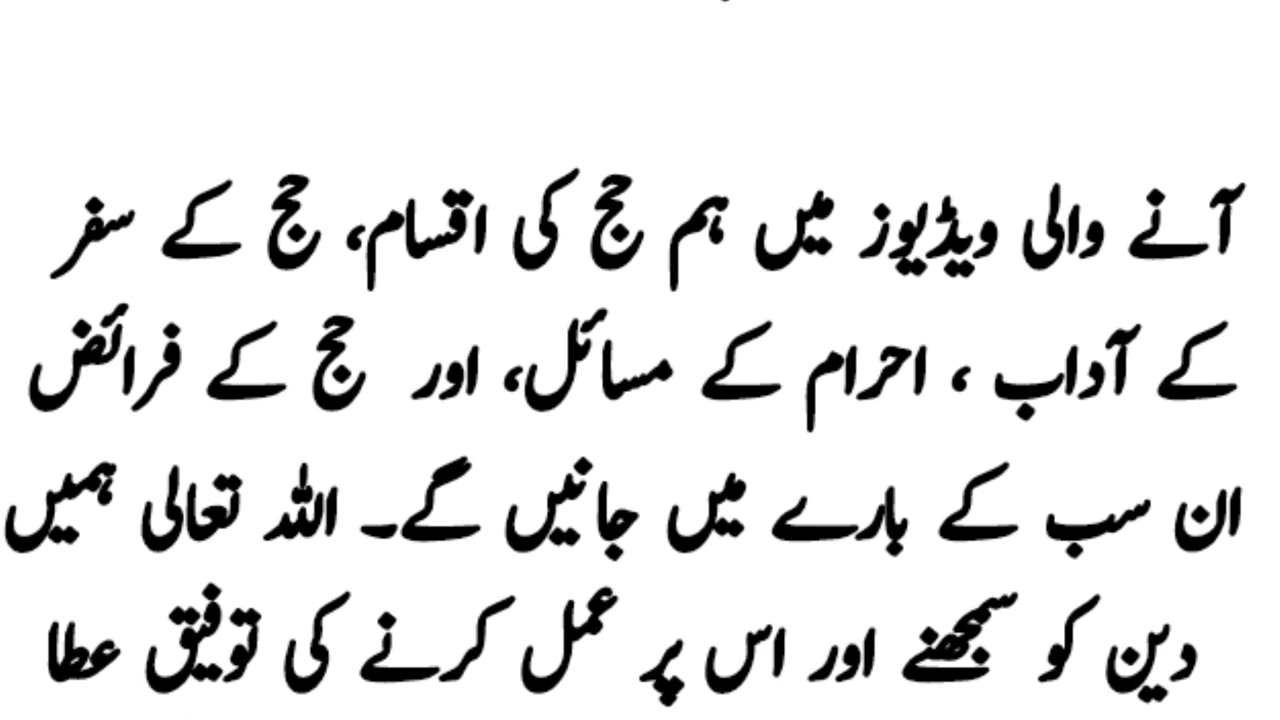 آنے والی ویڈیوز میں ہم حج کی اقسام، حج کے سفر
کے آداب ، احرام کے مسائل، اور حج کے فرائض
ان سب کے بارے میں جانیں گے۔ اللہ تعالی ہمیں
دین کو سمجھنے اور اس پر عمل کرنے کی توفیق عطا